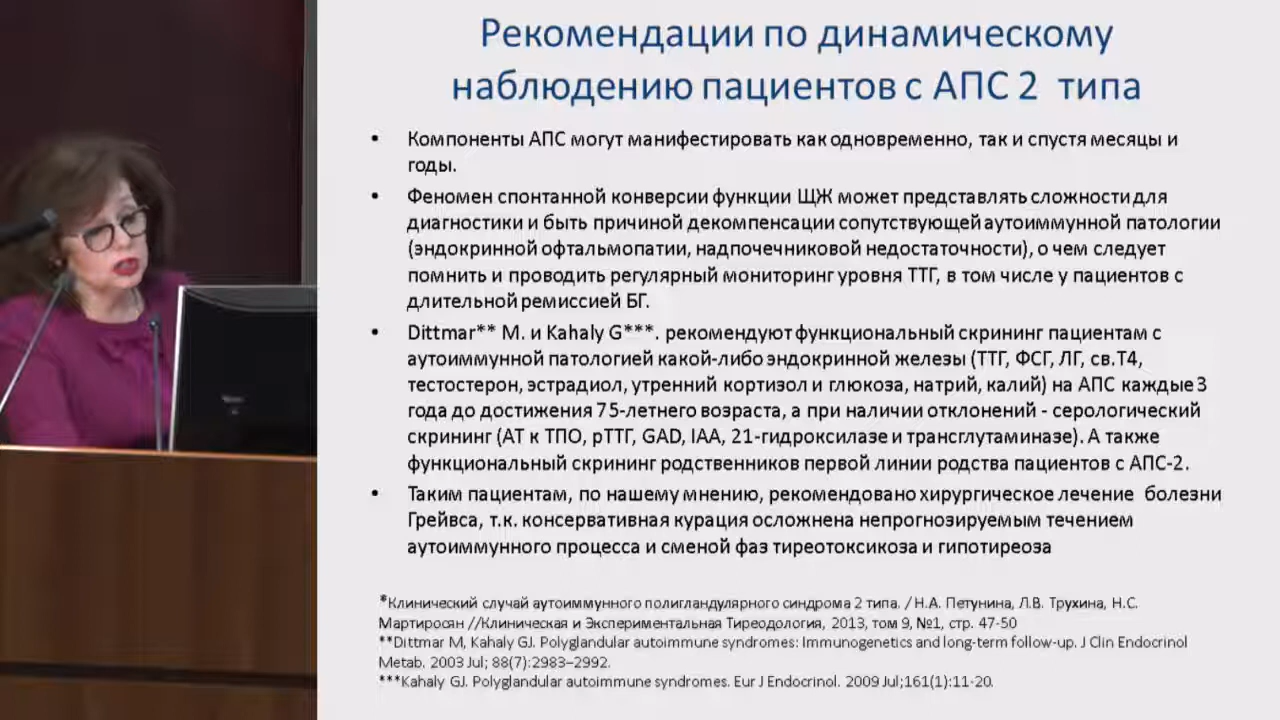 Рекомендации по динамическому
наблюдению пациентов с АПС 2 типа
• Компоненты АПС могут манифестировать как одновременно, так и спустя месяцы и
годы.
• Феномен спонтанной конверсии функции ЩЖ может представлять сложности для
диагностики и быть причиной декомпенсации сопутствующей аутоиммунной патологии
(эндокринной офтальмопатии, надпочечниковой недостаточности), о чем следует
помнить и проводить регулярный мониторинг уровня ТТГ, в том числе у пациентов с
длительной ремиссией БГ.
• Dittmar** M. и Kahaly G***. рекомендуют функциональный скрининг пациентам с
аутоиммунной патологией какой-либо эндокринной железы (ТТГ, ФСГ, ЛГ, св.Т4,
тестостерон, эстрадиол, утренний кортизол и глюкоза, натрий, калий) на АПС каждые 3
года до достижения 75-летнего возраста, а при наличии отклонений - серологический
скрининг (АТ к ТПО, рТТГ, GAD, IAA, 21-гидроксилазе и трансглутаминазе). А также
функциональный скрининг родственников первой линии родства пациентов с АПС-2.
• Таким пациентам, по нашему мнению, рекомендовано хирургическое лечение болезни
Грейвса, т.к. консервативная курация осложнена непрогнозируемым течением
аутоиммунного процесса и сменой фаз тиреотоксикоза и гипотиреоза
*Клинический случай аутоиммунного полигландулярного синдрома 2 типа. / Н.А. Петунина, Л.В. Трухина, Н.С.
Мартиросян //Клиническая и Экспериментальная Тиреодология, 2013, том 9, №1, стр. 47-50
**Dittmar M, Kahaly GJ. Polyglandular autoimmune syndromes: Immunogenetics and long-term follow-up. J Clin Endocrinol
Metab. 2003 Jul; 88(7):2983–2992.
***Kahaly GJ. Polyglandular autoimmune syndromes. Eur J Endocrinol. 2009 Jul;161(1):11-20.